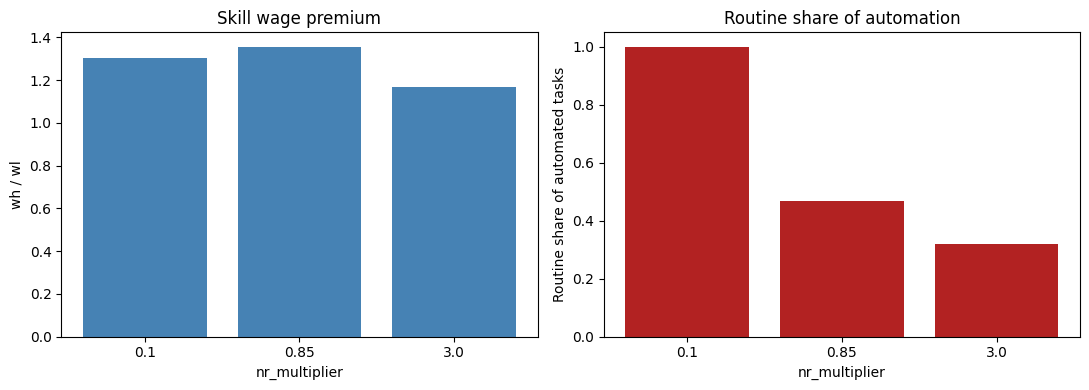 Skill wage premium
wh / wl
1.4
1.2
1.0
0.8
0.6
0.4
0.2
0.0
0.1 0.85 3.0
nr_multiplier
Routine share of automation
Routine share of automated tasks
1.0
0.8
0.6
0.4
0.2
0.0
0.1 0.85 3.0
nr_multiplier